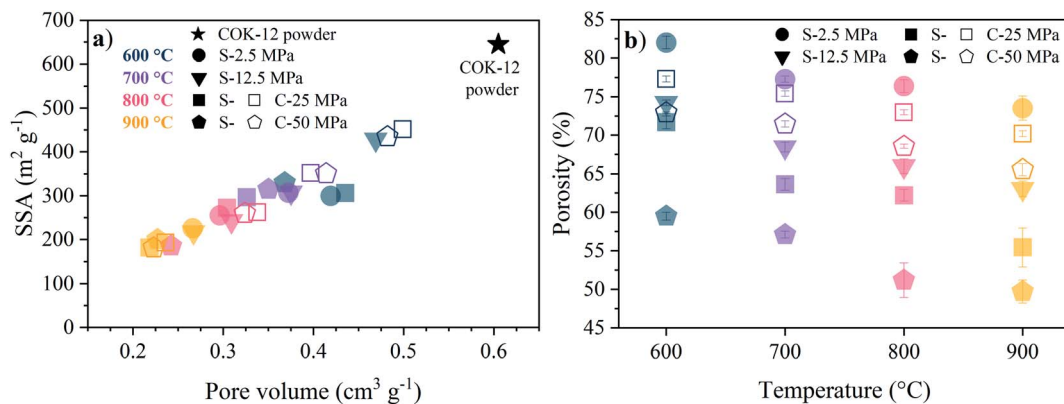 a)
★ COK-12 powder
600 °C ● S-2.5 MPa
700 °C ▼ S-12.5 MPa
800 °C ■ S- □ C-25 MPa
900 °C ⬟ S- ⬠ C-50 MPa
COK-12
powder
SSA (m² g⁻¹)
700
600
500
400
300
200
100
0
0.2 0.3 0.4 0.5 0.6
Pore volume (cm³ g⁻¹)
b)
● S-2.5 MPa ■ S- □ C-25 MPa
▼ S-12.5 MPa ⬟ S- ⬠ C-50 MPa
Porosity (%)
85
80
75
70
65
60
55
50
45
600 700 800 900
Temperature (°C)